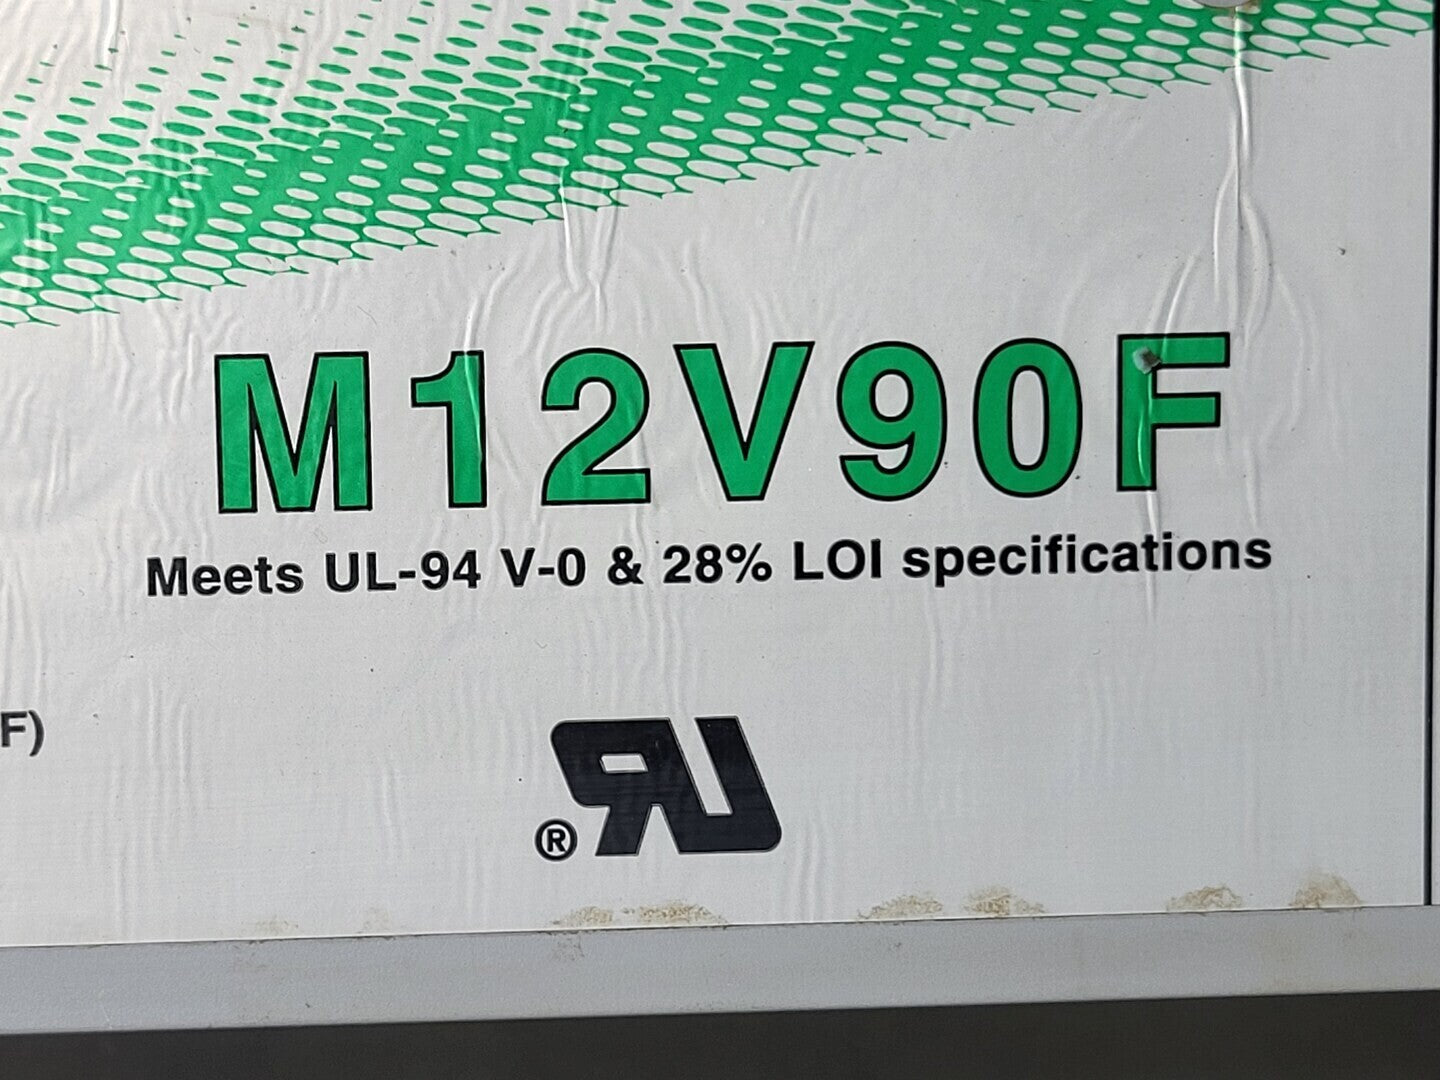 M12V90F
Meets UL-94 V-0 & 28% LOI specifications
F)
®